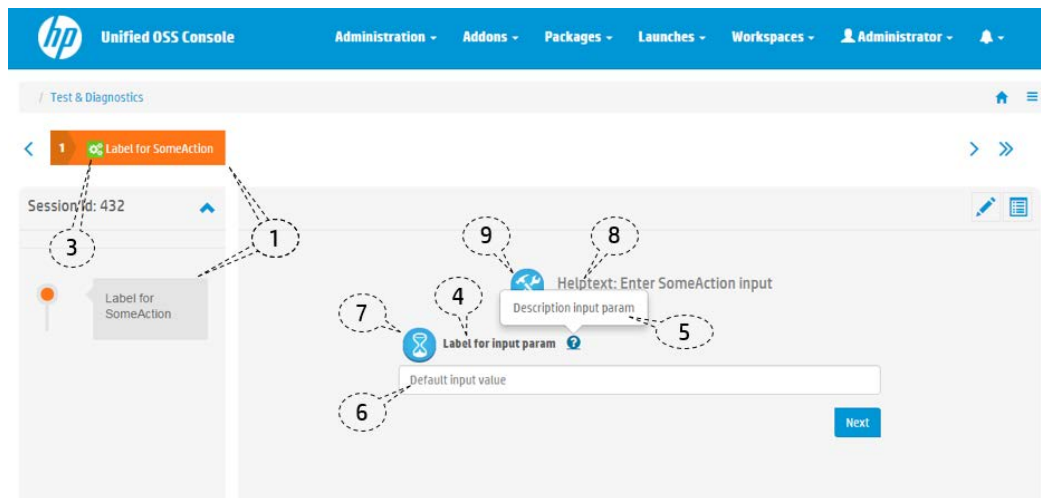 hp Unified OSS Console Administration Addons Packages Launches Workspaces Administrator
/ Test & Diagnostics
1 Label for SomeAction
Session Id: 432
3
1
9
8
Helptext: Enter SomeAction input
4
Description input param
5
7
Label for
SomeAction
Label for input param ?
Default input value
6
Next